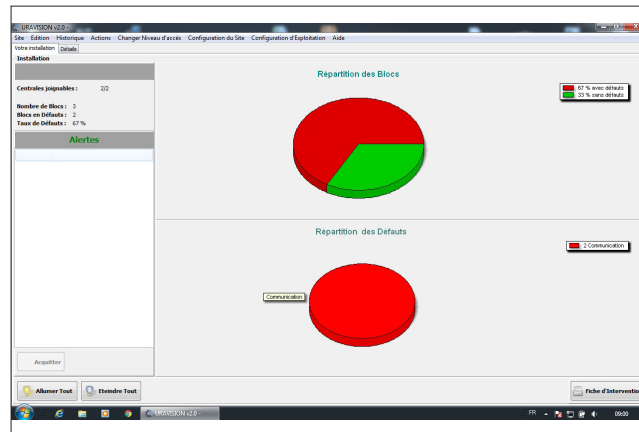 URAVISION v2.0 -
Site Edition Historique Actions Changer Niveau d'accès Configuration du Site Configuration d'Exploitation Aide
Votre installation Détails
Installation
Centrales joignables : 2/2
Nombre de Blocs : 3
Blocs en Défauts : 2
Taux de Défauts : 67 %
Alertes
Acquitter
Répartition des Blocs
67 % avec défauts
33 % sans défauts
Répartition des Défauts
2 Communication
Communication
Allumer Tout Eteindre Tout Fiche d'Interventio
URAVISION v2.0 - FR 09:00